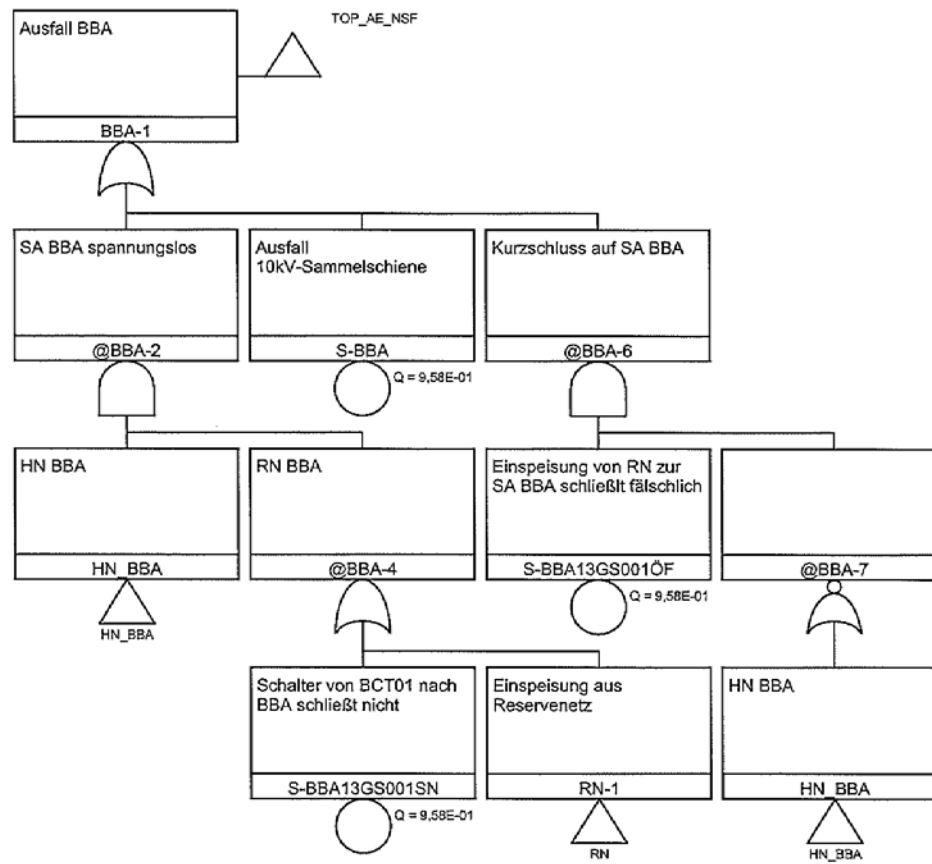 Ausfall BBA
TOP_AE_NSF
BBA-1
SA BBA spannungslos
Ausfall
10kV-Sammelschiene
Kurzschluss auf SA BBA
@BBA-2
S-BBA
@BBA-6
Q = 9,58E-01
HN BBA
RN BBA
Einspeisung von RN zur
SA BBA schließlt fälschlich
HN_BBA
@BBA-4
S-BBA13GS001ÖF
@BBA-7
Q = 9,58E-01
HN_BBA
Schalter von BCT01 nach
BBA schließt nicht
Einspeisung aus
Reservenetz
HN BBA
S-BBA13GS001SN
RN-1
HN_BBA
Q = 9,58E-01
RN
HN_BBA